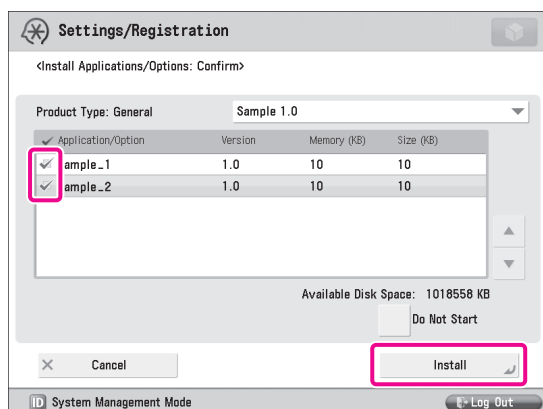 Settings/Registration
<Install Applications/Options: Confirm>
Product Type: General Sample 1.0
Application/Option Version Memory (KB) Size (KB)
ample_1 1.0 10 10
ample_2 1.0 10 10
Available Disk Space: 1018558 KB
Do Not Start
Cancel Install
ID System Management Mode Log Out